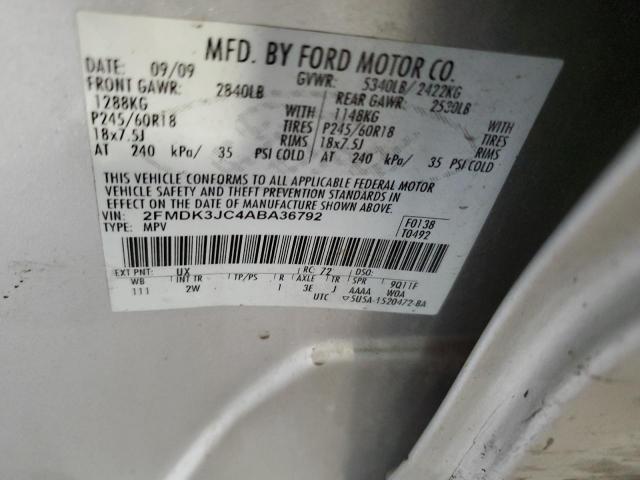 MFD. BY FORD MOTOR CO.
DATE: 09/09 GVWR: 5340LB/2422KG
FRONT GAWR: 2840LB REAR GAWR: 2530LB
1288KG WITH 1148KG WITH
P245/60R18 TIRES P245/60R18 TIRES
18x7.5J RIMS 18x7.5J RIMS
AT 240 kPa/ 35 PSI COLD AT 240 kPa/ 35 PSI COLD
THIS VEHICLE CONFORMS TO ALL APPLICABLE FEDERAL MOTOR
VEHICLE SAFETY AND THEFT PREVENTION STANDARDS IN
EFFECT ON THE DATE OF MANUFACTURE SHOWN ABOVE.
VIN: 2FMDK3JC4ABA36792 F0138
TYPE: MPV T0492
EXT PNT: UX RC: 72 DSO:
WB INT TR TP/PS R AXLE TR SPR 9Q11F
111 2W I 3E J AAAA W0A
UTC 5U5A-1520472-BA